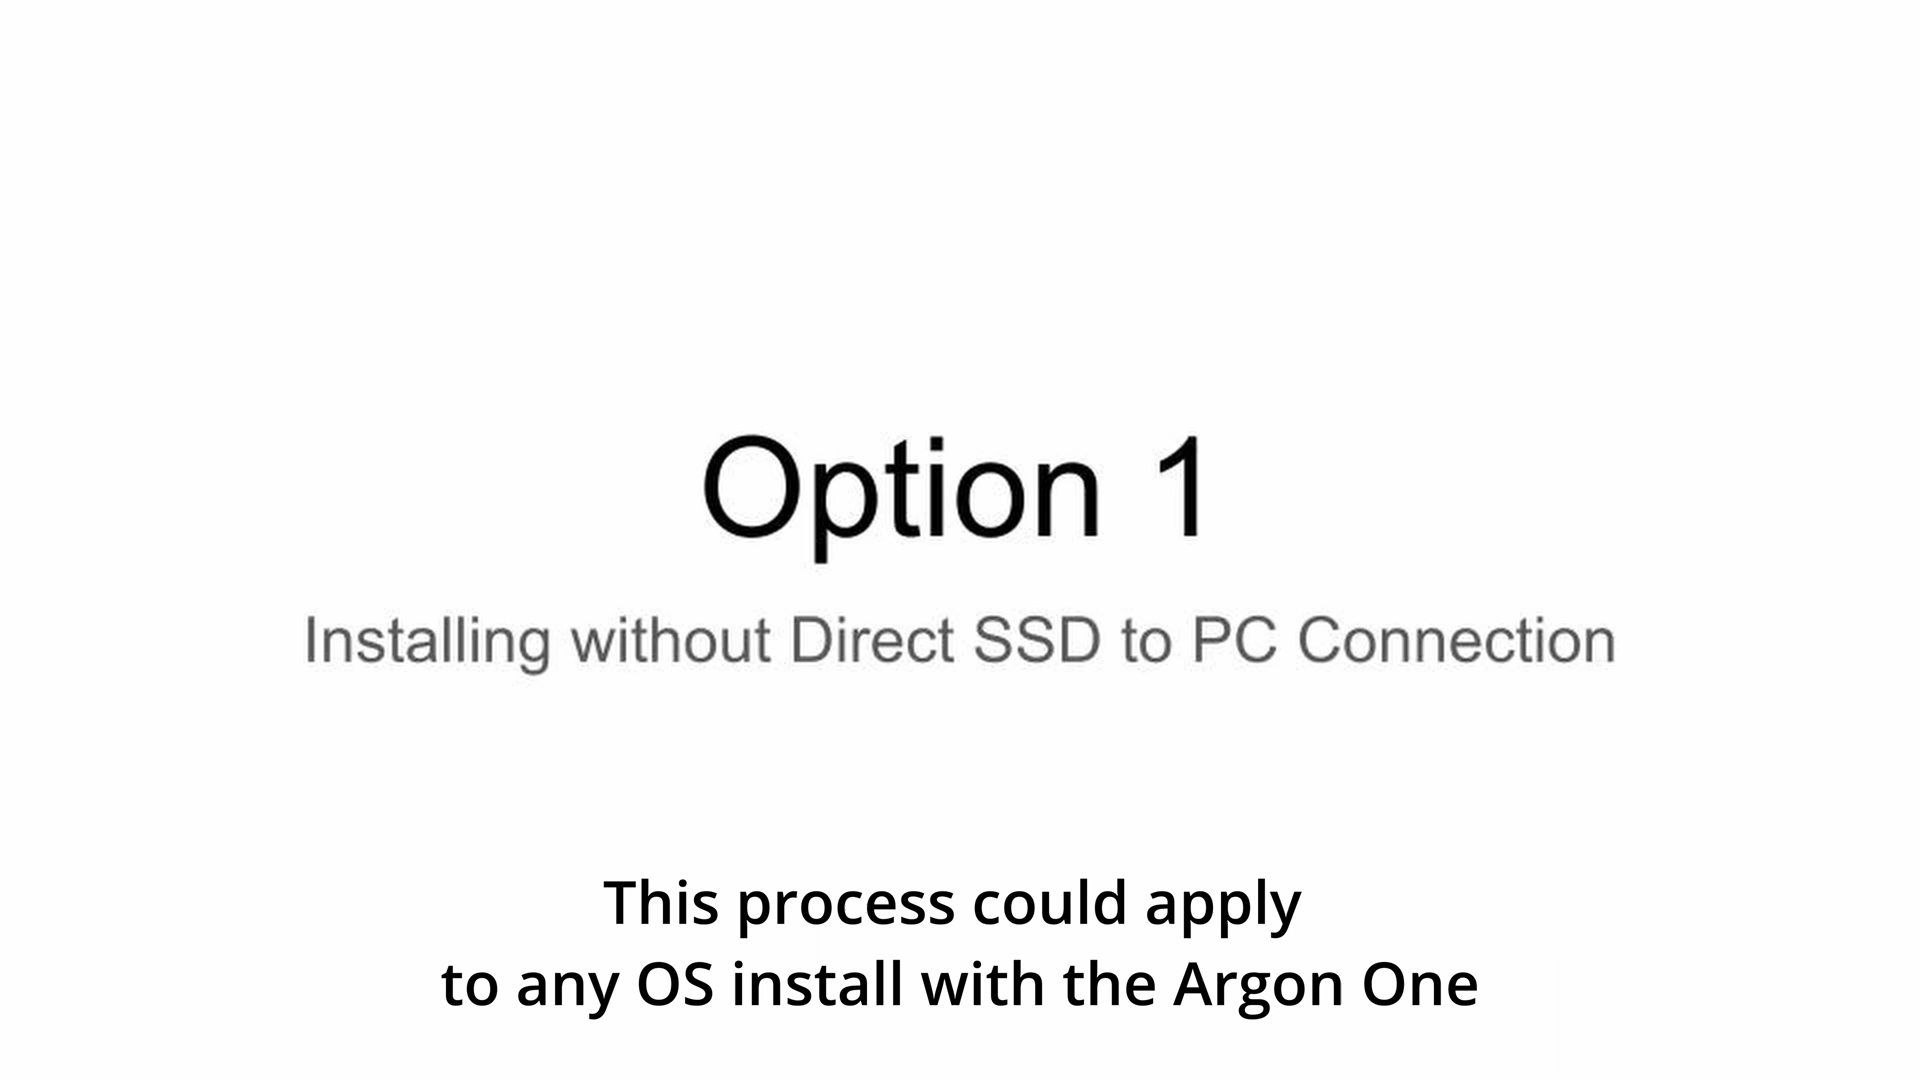 Option 1
Installing without Direct SSD to PC Connection
This process could apply
to any OS install with the Argon One